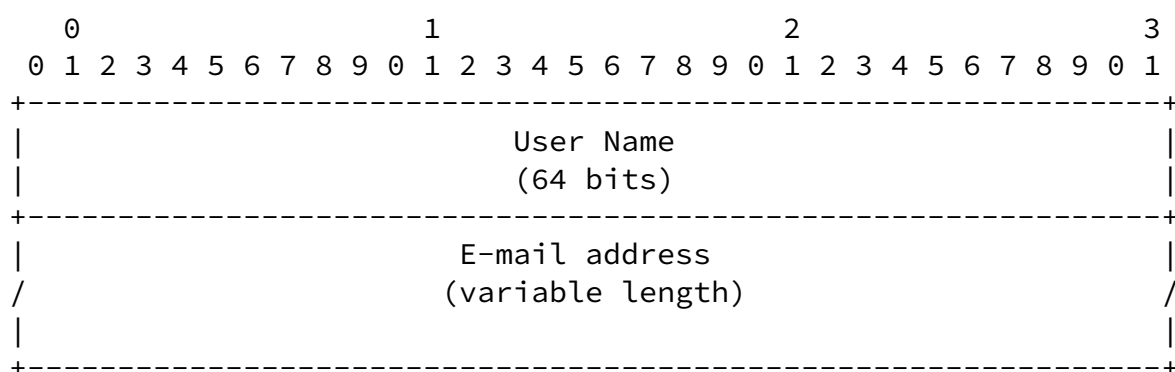 0                   1                   2                   3
  0 1 2 3 4 5 6 7 8 9 0 1 2 3 4 5 6 7 8 9 0 1 2 3 4 5 6 7 8 9 0 1
 +---------------------------------------------------------------+
 |                           User Name                           |
 |                           (64 bits)                           |
 +---------------------------------------------------------------+
 |                        E-mail address                         |
 /                       (variable length)                       /
 |                                                               |
 +---------------------------------------------------------------+